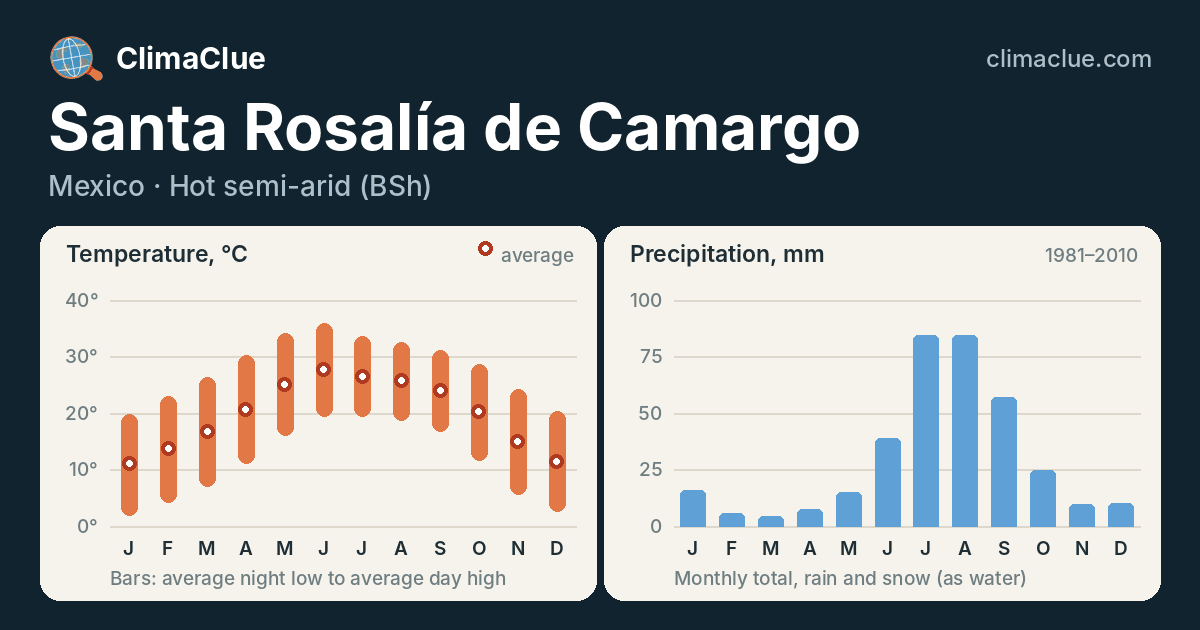 ClimaClue
climaclue.com
Santa Rosalía de Camargo
Mexico · Hot semi-arid (BSh)
Temperature, °C
average
40°
30°
20°
10°
0°
J F M A M J J A S O N D
Bars: average night low to average day high
Precipitation, mm
1981–2010
100
75
50
25
0
J F M A M J J A S O N D
Monthly total, rain and snow (as water)